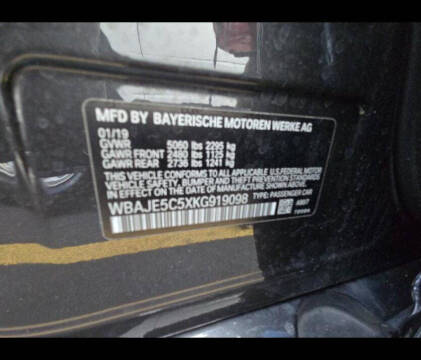 MFD BY BAYERISCHE MOTOREN WERKE AG
01/19
GVWR 5060 lbs 2295 kg
GAWR FRONT 2480 lbs 1125 kg
GAWR REAR 2736 lbs 1241 kg
THIS VEHICLE CONFORMS TO ALL APPLICABLE U.S. FEDERAL MOTOR
VEHICLE SAFETY, BUMPER, AND THEFT PREVENTION STANDARDS
IN EFFECT ON THE DATE OF MANUFACTURE SHOWN ABOVE.
WBAJE5C5XKG919098 TYPE: PASSENGER CAR